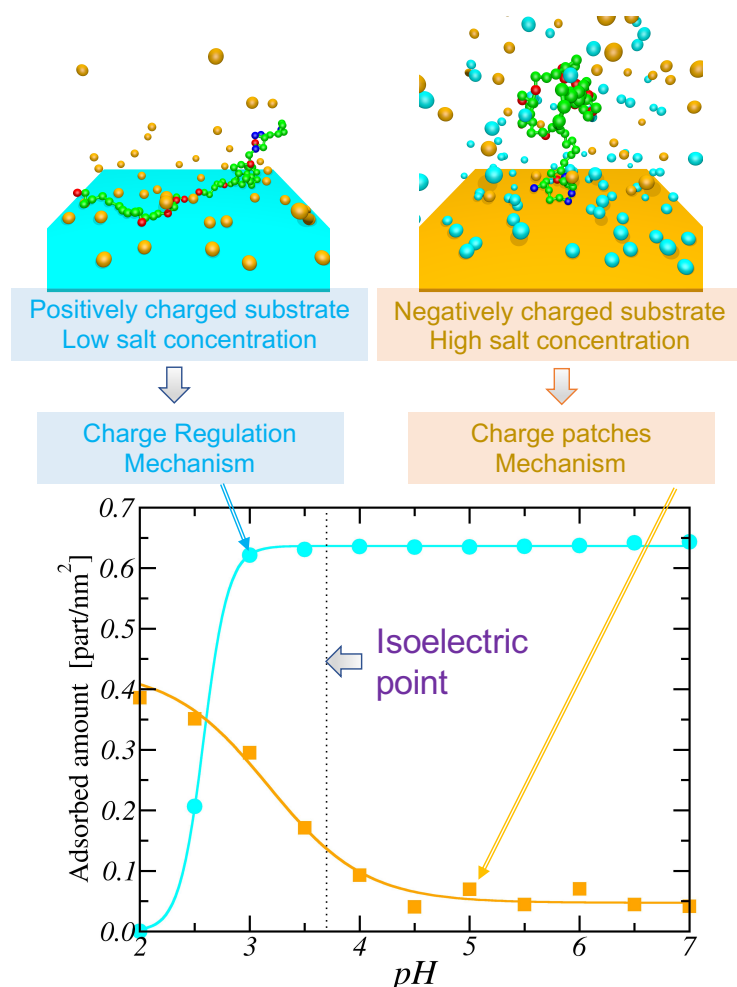 Positively charged substrate
Low salt concentration
Negatively charged substrate
High salt concentration
Charge Regulation
Mechanism
Charge patches
Mechanism
0.7
0.6
0.5
0.4
0.3
0.2
0.1
0.0
Adsorbed amount [part/nm²]
Isoelectric
point
2 3 4 5 6 7
pH